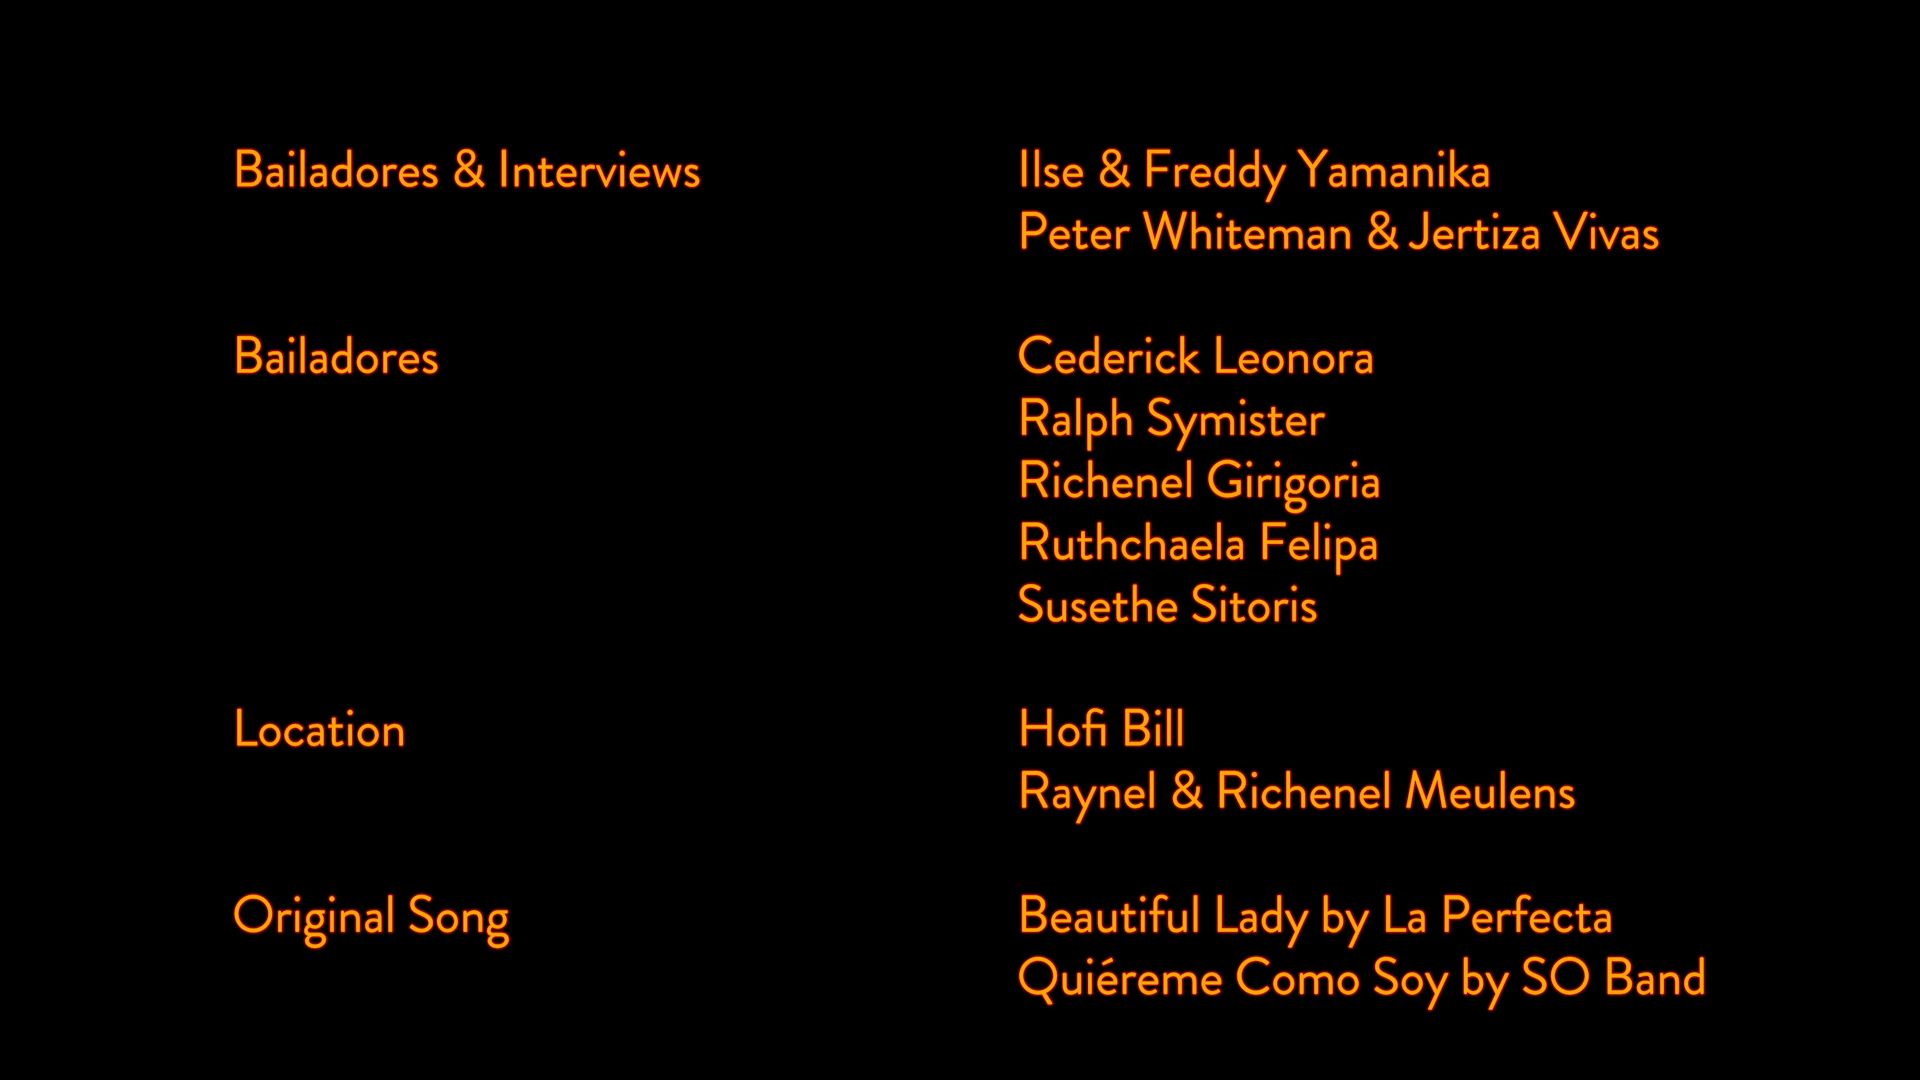 Bailadores & Interviews Ilse & Freddy Yamanika
Peter Whiteman & Jertiza Vivas
Bailadores Cederick Leonora
Ralph Symister
Richenel Girigoria
Ruthchaela Felipa
Susethe Sitoris
Location Hofi Bill
Raynel & Richenel Meulens
Original Song Beautiful Lady by La Perfecta
Quiéreme Como Soy by SO Band